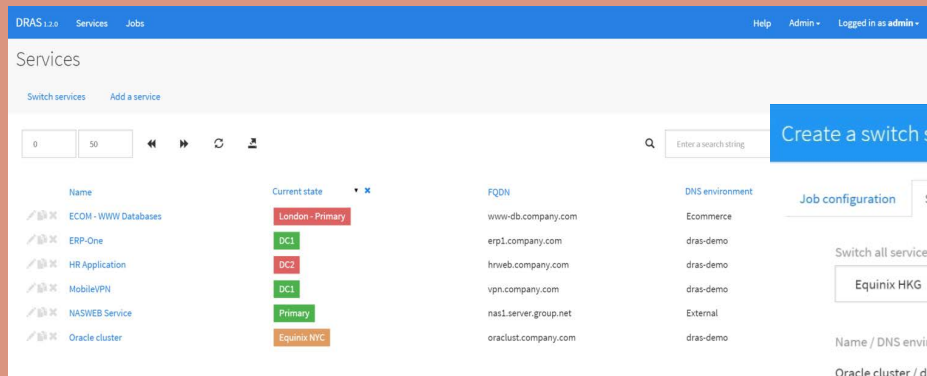 DRAS 1.2.0 Services Jobs Help Admin Logged in as admin
Services
Switch services Add a service
0 50 Enter a search string
Name Current state FQDN DNS environment
ECOM - WWW Databases London - Primary www-db.company.com Ecommerce
ERP-One DC1 erp1.company.com dras-demo
HR Application DC2 hrweb.company.com dras-demo
MobileVPN DC1 vpn.company.com dras-demo
NASWEB Service Primary nas1.server.group.net External
Oracle cluster Equinix NYC oraclust.company.com dras-demo
Create a switch
Job configuration
Switch all service
Equinix HKG
Name / DNS
Oracle cluster /